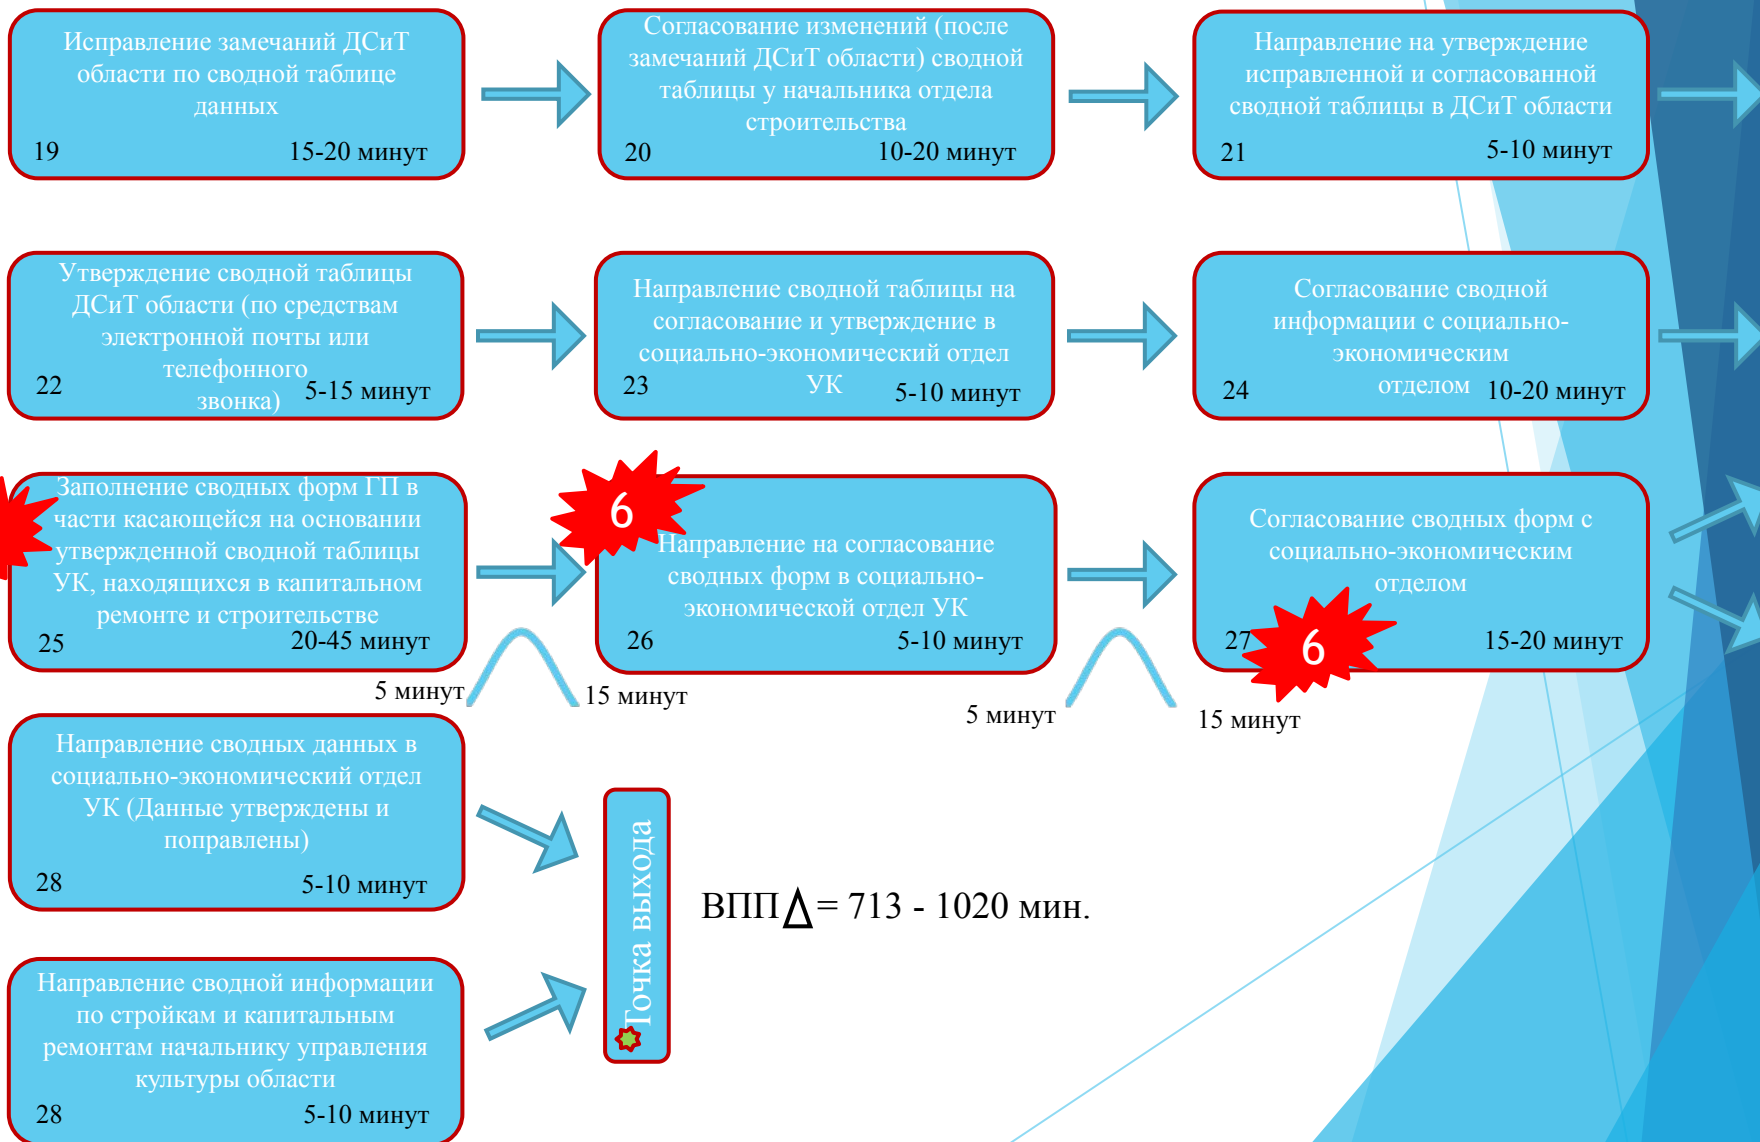 Исправление замечаний ДСиТ
области по сводной таблице
данных
19
15-20 минут
Согласование изменений (после
замечаний ДСиТ области) сводной
таблицы у начальника отдела
строительства
20
10-20 минут
Направление на утверждение
исправленной и согласованной
сводной таблицы в ДСиТ области
21
5-10 минут
Утверждение сводной таблицы
ДСиТ области (по средствам
электронной почты или
телефонного
звонка)
22
5-15 минут
Направление сводной таблицы на
согласование и утверждение в
социально-экономический отдел
УК
23
5-10 минут
Согласование сводной
информации с социально-
экономическим
отделом
24
10-20 минут
Заполнение сводных форм ГП в
части касающейся на основании
утвержденной сводной таблицы
УК, находящихся в капитальном
ремонте и строительстве
25
20-45 минут
6
Направление на согласование
сводных форм в социально-
экономической отдел УК
26
5-10 минут
Согласование сводных форм с
социально-экономическим
отделом
27
6
15-20 минут
5 минут
15 минут
5 минут
15 минут
Направление сводных данных в
социально-экономический отдел
УК (Данные утверждены и
поправлены)
28
5-10 минут
Точка выхода
ВПП Δ = 713 - 1020 мин.
Направление сводной информации
по стройкам и капитальным
ремонтам начальнику управления
культуры области
28
5-10 минут